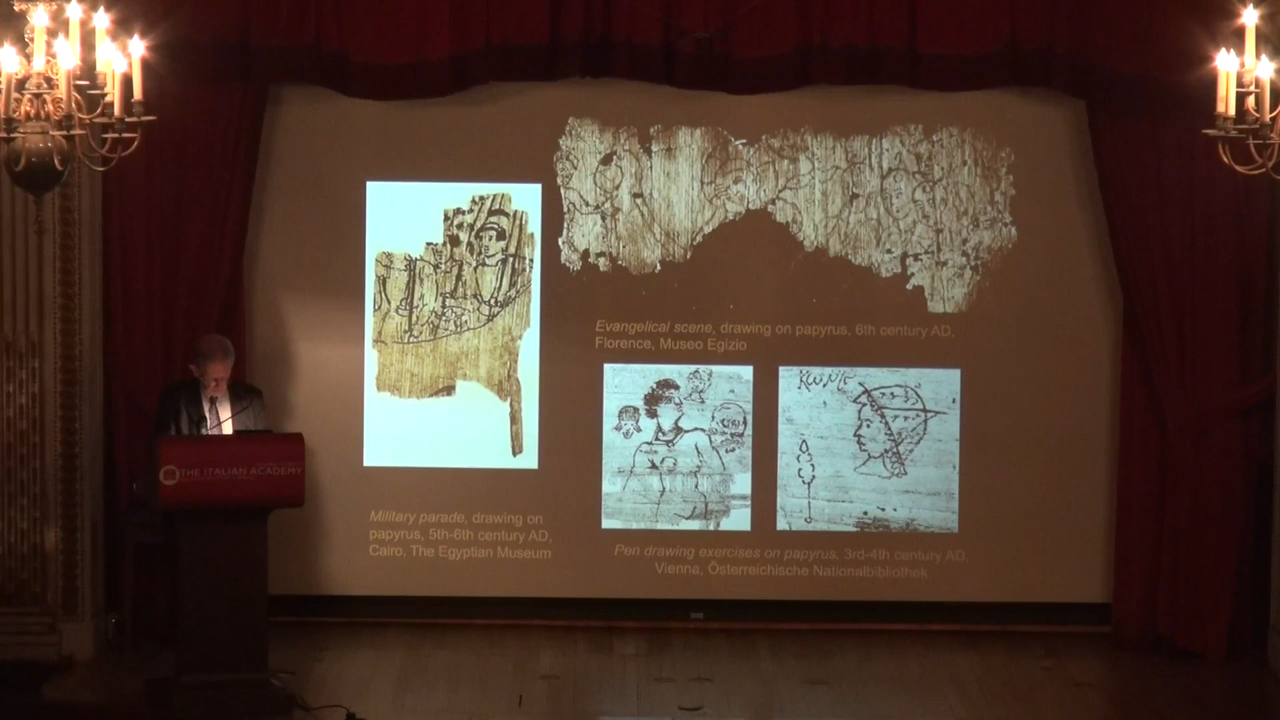 THE ITALIAN ACADEMY
Military parade, drawing on
papyrus, 5th-6th century AD,
Cairo, The Egyptian Museum
Evangelical scene, drawing on papyrus, 6th century AD,
Florence, Museo Egizio
Pen drawing exercises on papyrus, 3rd-4th century AD,
Vienna, Österreichische Nationalbibliothek